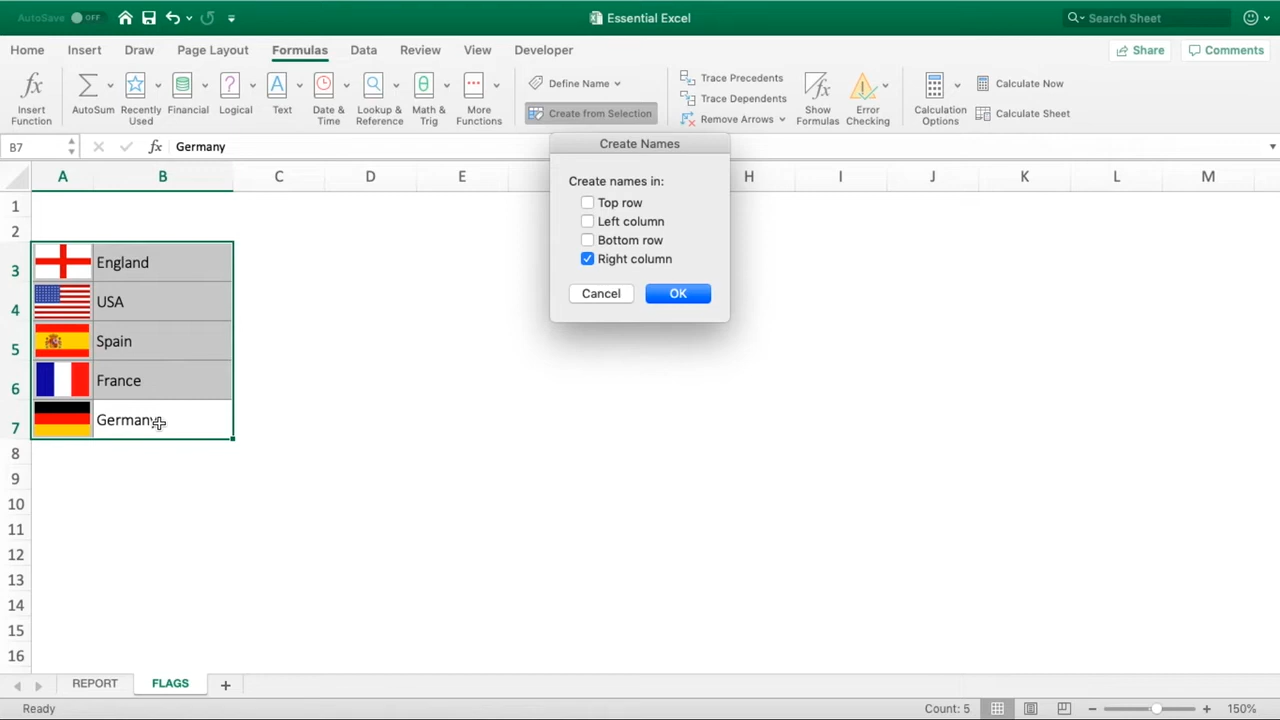 AutoSave OFF
Essential Excel
Search Sheet
Home Insert Draw Page Layout Formulas Data Review View Developer
Share Comments
Insert Function
AutoSum
Recently Used
Financial
Logical
Text
Date & Time
Lookup & Reference
Math & Trig
More Functions
Define Name
Create from Selection
Trace Precedents
Trace Dependents
Remove Arrows
Show Formulas
Error Checking
Calculation Options
Calculate Now
Calculate Sheet
B7 fx Germany
Create Names
Create names in:
Top row
Left column
Bottom row
Right column
Cancel OK
A B C D E H I J K L M
1
2
3 England
4 USA
5 Spain
6 France
7 Germany
8
9
10
11
12
13
14
15
16
REPORT FLAGS +
Ready Count: 5 150%